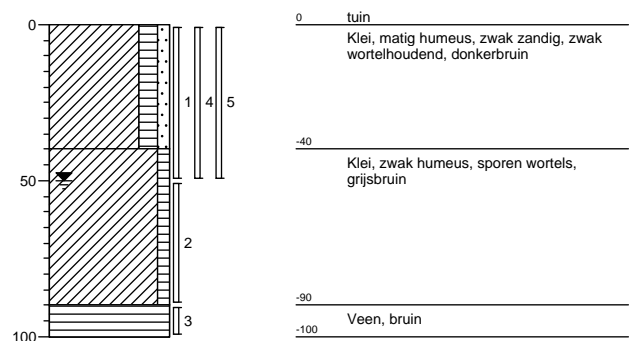 0
50
100
1
4
5
2
3
0
tuin
Klei, matig humeus, zwak zandig, zwak
wortelhoudend, donkerbruin
-40
Klei, zwak humeus, sporen wortels,
grijsbruin
-90
Veen, bruin
-100